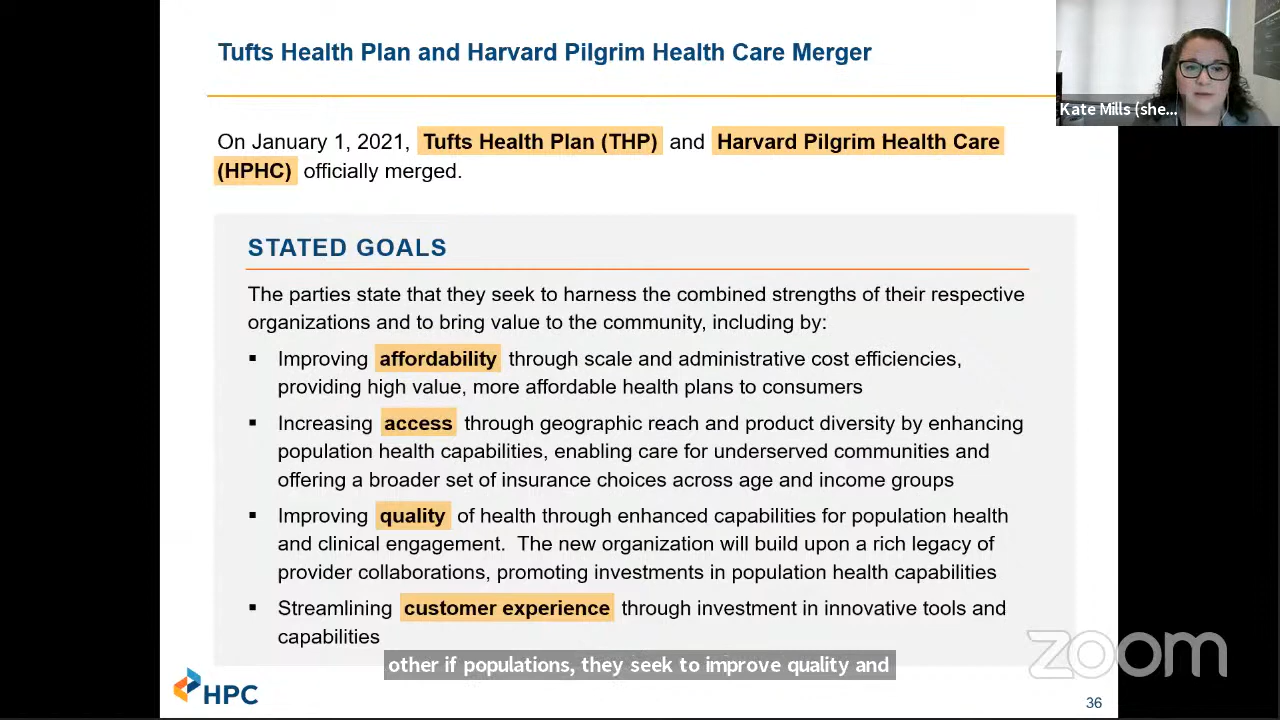 Tufts Health Plan and Harvard Pilgrim Health Care Merger
Kate Mills (she...
On January 1, 2021, Tufts Health Plan (THP) and Harvard Pilgrim Health Care
(HPHC) officially merged.
STATED GOALS
The parties state that they seek to harness the combined strengths of their respective
organizations and to bring value to the community, including by:
▪ Improving affordability through scale and administrative cost efficiencies,
providing high value, more affordable health plans to consumers
▪ Increasing access through geographic reach and product diversity by enhancing
population health capabilities, enabling care for underserved communities and
offering a broader set of insurance choices across age and income groups
▪ Improving quality of health through enhanced capabilities for population health
and clinical engagement.  The new organization will build upon a rich legacy of
provider collaborations, promoting investments in population health capabilities
▪ Streamlining customer experience through investment in innovative tools and
capabilities
other if populations, they seek to improve quality and
zoom
HPC
36